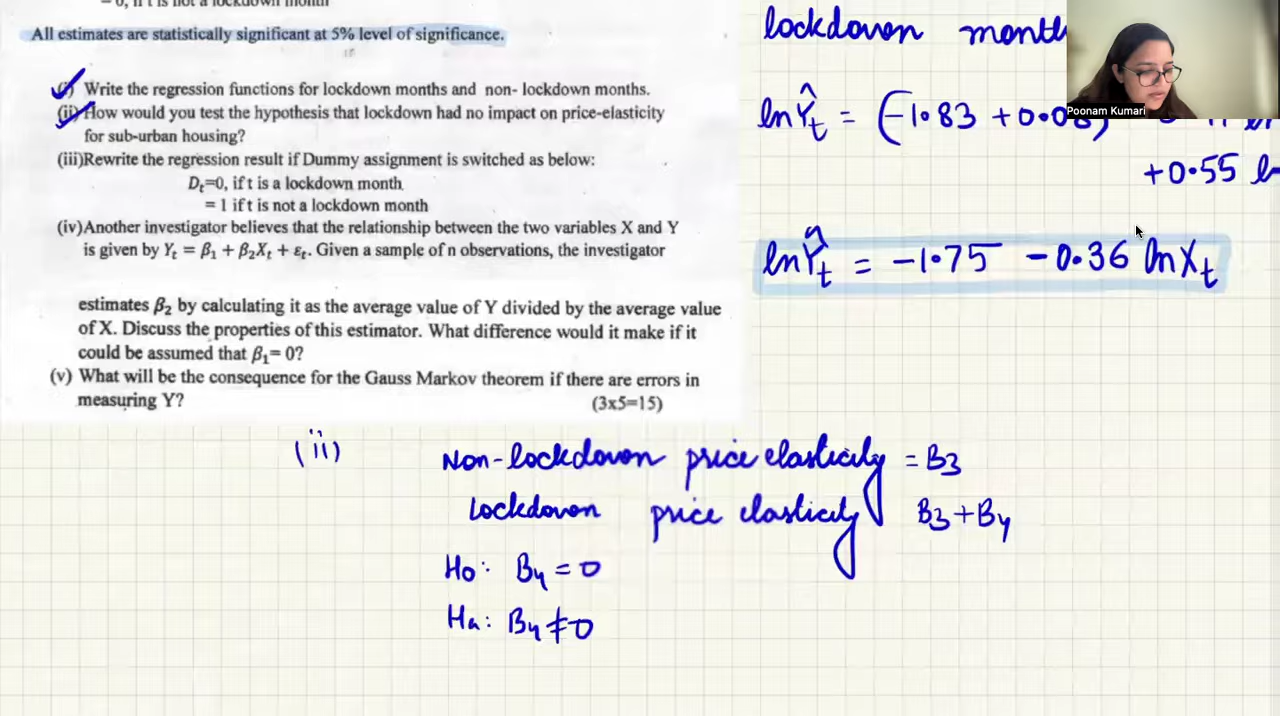 All estimates are statistically significant at 5% level of significance.
(i) Write the regression functions for lockdown months and non- lockdown months.
(ii) How would you test the hypothesis that lockdown had no impact on price-elasticity
for sub-urban housing?
(iii)Rewrite the regression result if Dummy assignment is switched as below:
Dₜ=0, if t is a lockdown month
= 1 if t is not a lockdown month
(iv)Another investigator believes that the relationship between the two variables X and Y
is given by Yₜ = β₁ + β₂Xₜ + εₜ. Given a sample of n observations, the investigator
estimates β₂ by calculating it as the average value of Y divided by the average value
of X. Discuss the properties of this estimator. What difference would it make if it
could be assumed that β₁= 0?
(v) What will be the consequence for the Gauss Markov theorem if there are errors in
measuring Y?
(3x5=15)
lockdown month
Poonam Kumari
ln Ŷₜ = (-1.83 + 0.08)
+0.55
ln Ŷₜ = -1.75 -0.36 ln Xₜ
(ii) Non-lockdown price elasticity = B3
Lockdown price elasticity B3+B4
Ho: B4 = 0
Ha: B4 ≠ 0